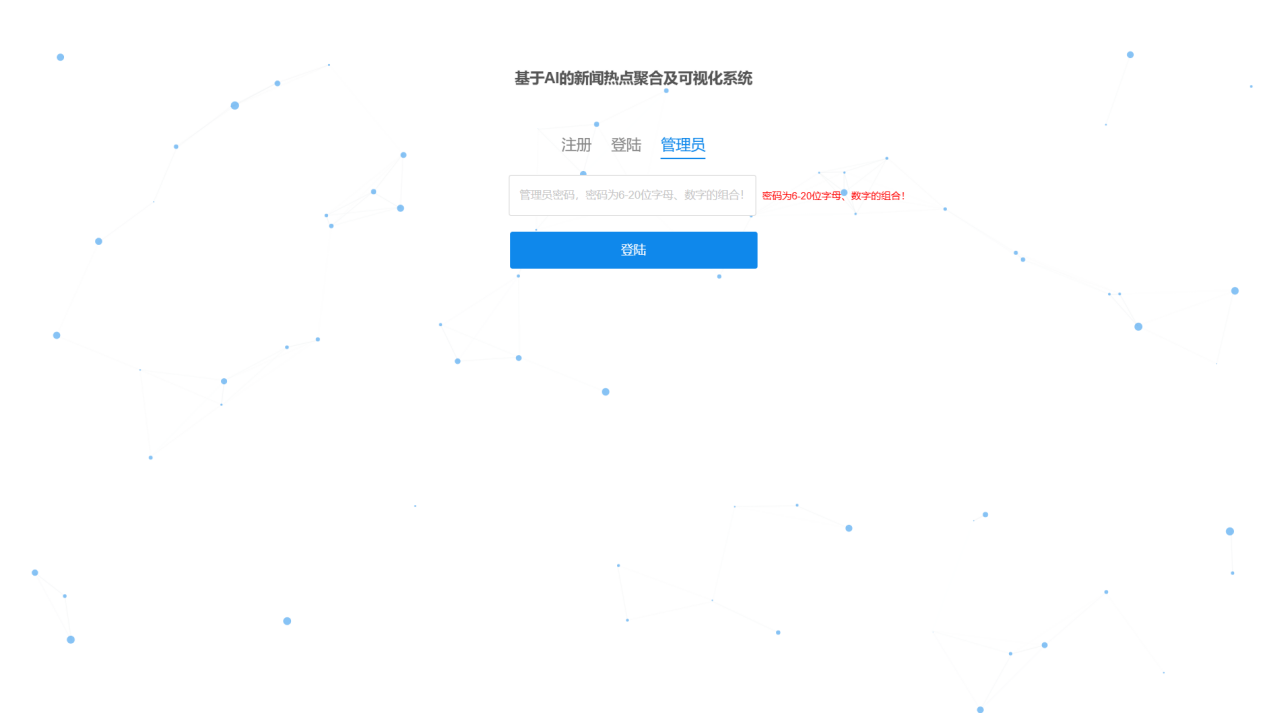 基于AI的新闻热点聚合及可视化系统
注册 登陆 管理员
管理员密码，密码为6-20位字母、数字的组合! 密码为6-20位字母、数字的组合!
登陆